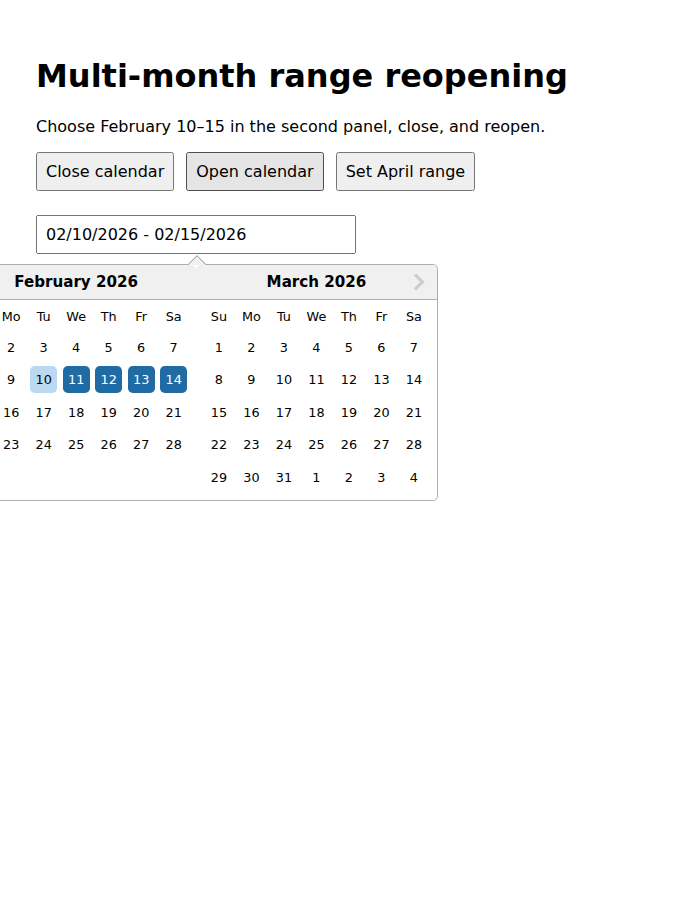 Multi-month range reopening
Choose February 10–15 in the second panel, close, and reopen.
Close calendar Open calendar Set April range
02/10/2026 - 02/15/2026
February 2026 March 2026
Mo Tu We Th Fr Sa Su Mo Tu We Th Fr Sa
2 3 4 5 6 7 1 2 3 4 5 6 7
9 10 11 12 13 14 8 9 10 11 12 13 14
16 17 18 19 20 21 15 16 17 18 19 20 21
23 24 25 26 27 28 22 23 24 25 26 27 28
29 30 31 1 2 3 4